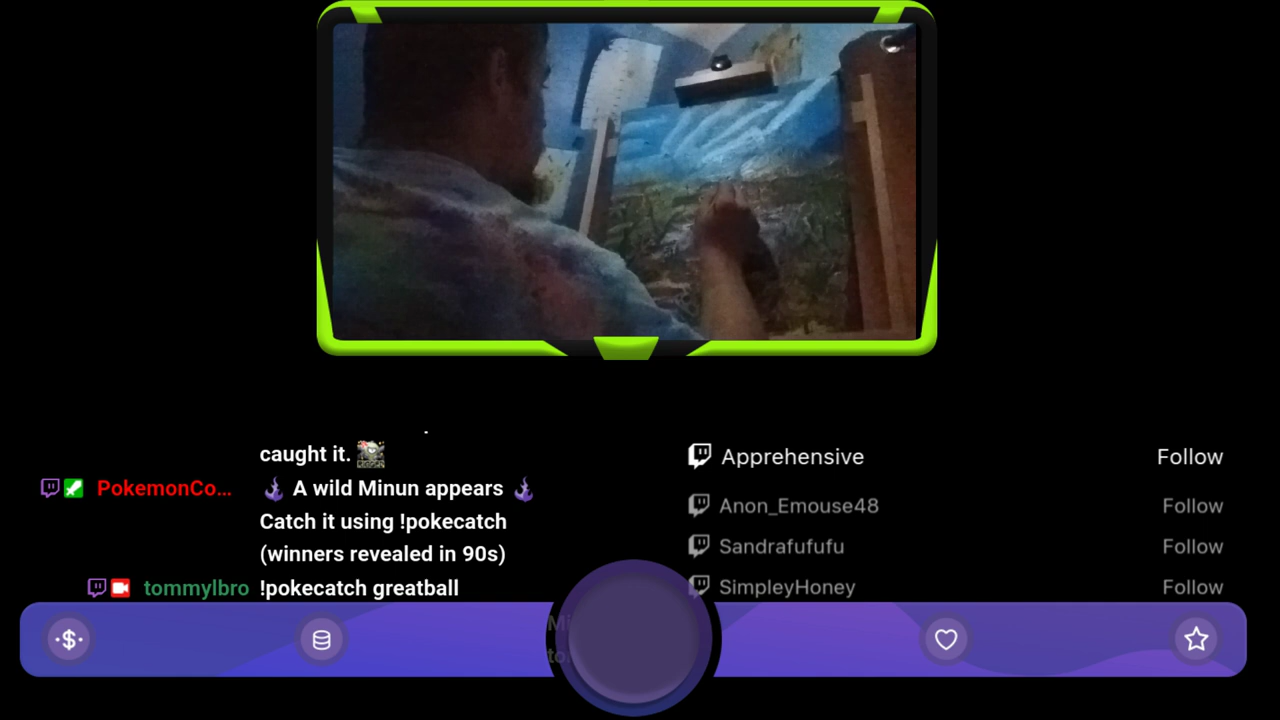 caught it.
PokemonCo... A wild Minun appears
Catch it using !pokecatch
(winners revealed in 90s)
tommylbro !pokecatch greatball
Apprehensive Follow
Anon_Emouse48 Follow
Sandrafufufu Follow
SimpleyHoney Follow